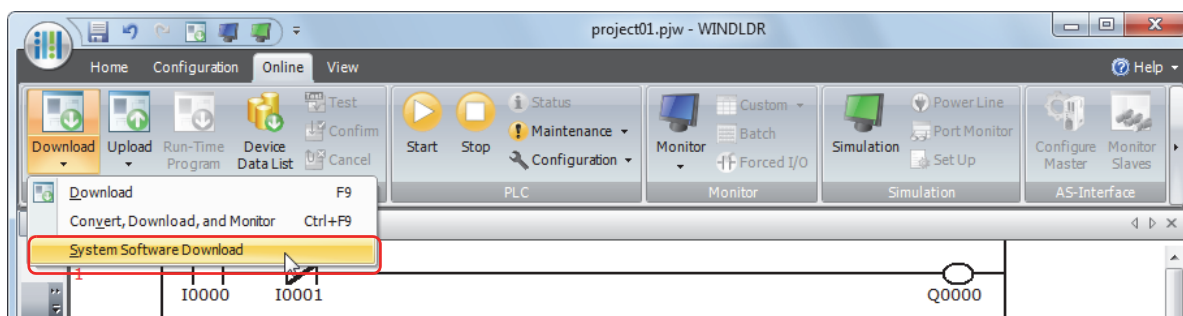 project01.pjw - WINDLDR
Home Configuration Online View Help
Download Upload Run-Time Program Device Data List Test Confirm Cancel
Start Stop Status Maintenance Configuration
Monitor Custom Batch Forced I/O
Simulation Power Line Port Monitor Set Up
Configure Master Monitor Slaves
PLC Monitor Simulation AS-Interface
Download F9
Convert, Download, and Monitor Ctrl+F9
System Software Download
1
I0000 I0001 Q0000